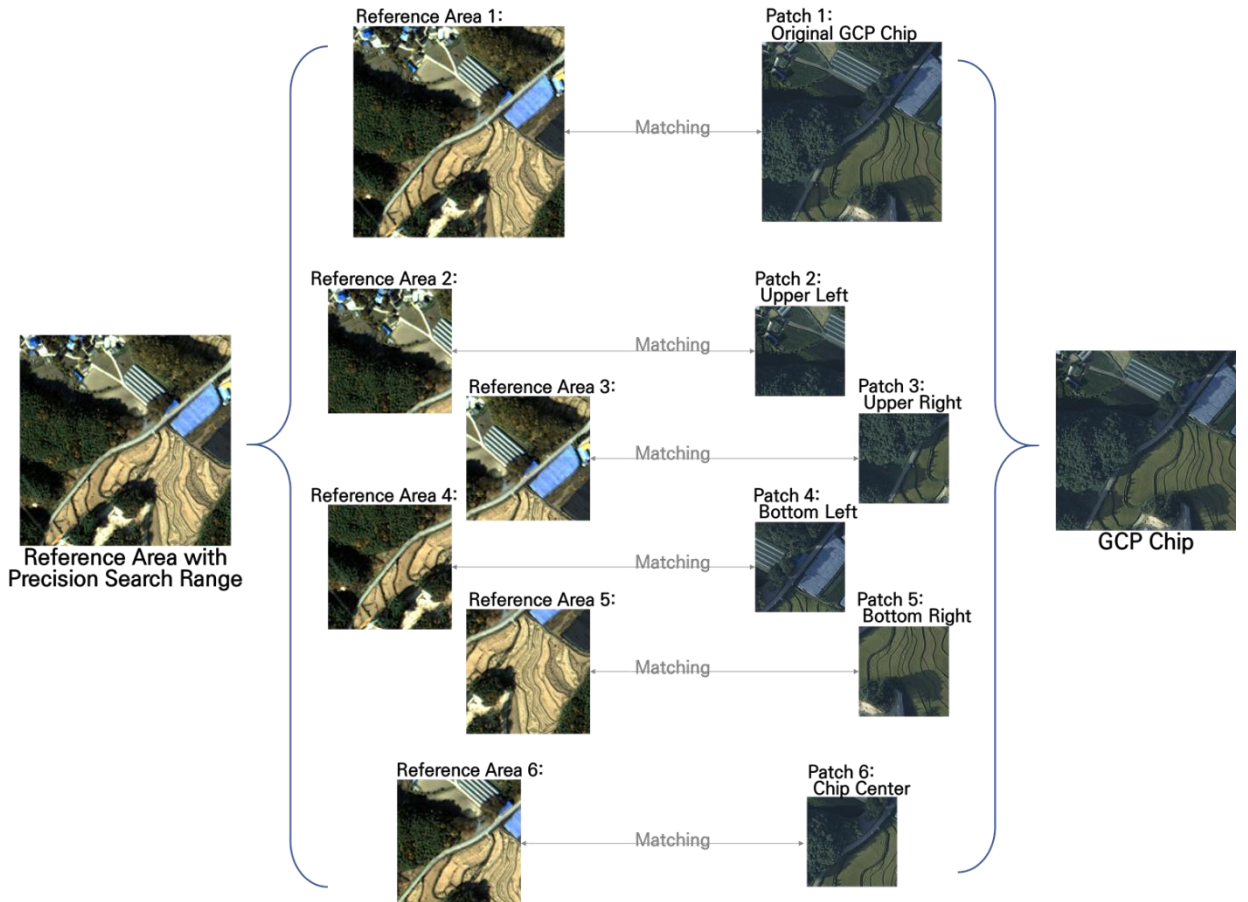 Reference Area 1:
Patch 1:
Original GCP Chip
Matching
Reference Area 2:
Patch 2:
Upper Left
Matching
Reference Area 3:
Patch 3:
Upper Right
Matching
Reference Area 4:
Patch 4:
Bottom Left
Matching
Reference Area 5:
Patch 5:
Bottom Right
Matching
Reference Area 6:
Patch 6:
Chip Center
Matching
Reference Area with
Precision Search Range
GCP Chip